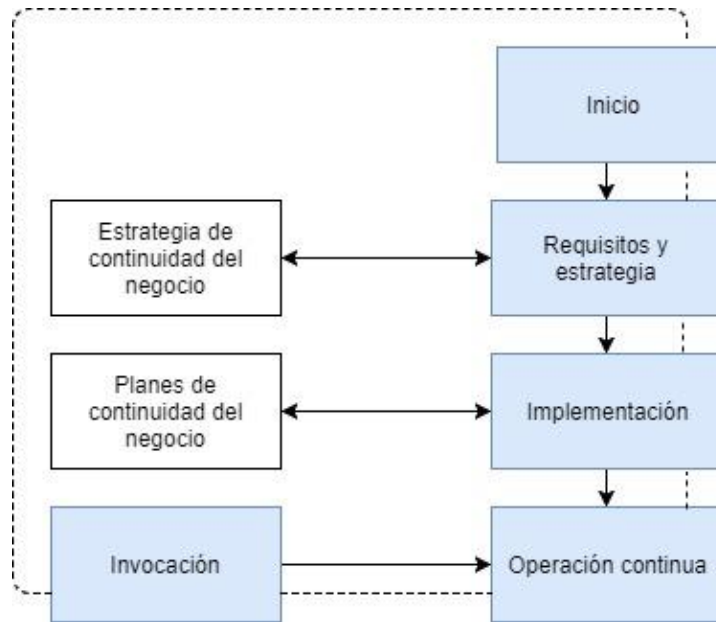 Inicio
Estrategia de
continuidad del
negocio
Requisitos y
estrategia
Planes de
continuidad del
negocio
Implementación
Invocación
Operación continua